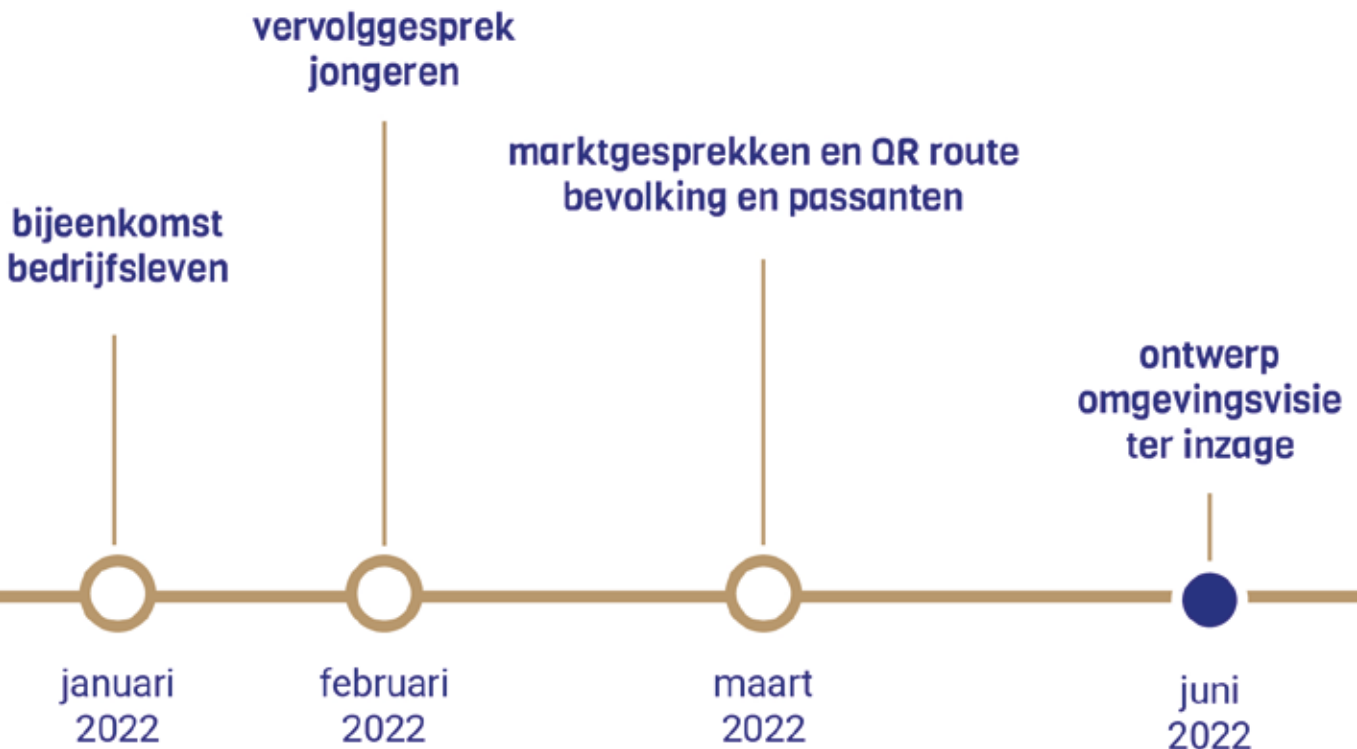 bijeenkomst
bedrijfsleven
januari
2022
vervolggesprek
jongeren
februari
2022
marktgesprekken en QR route
bevolking en passanten
maart
2022
ontwerp
omgevingsvisie
ter inzage
juni
2022